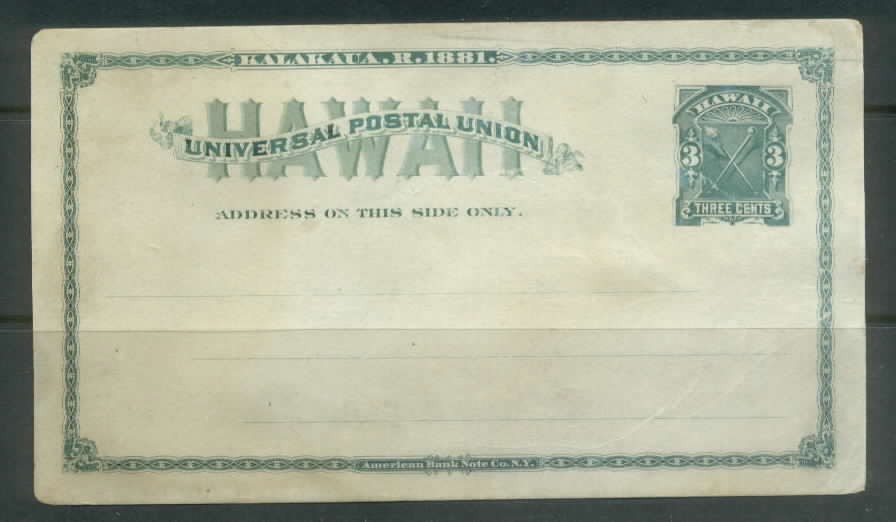 KALAKAUA.R.1881.
HAWAII
UNIVERSAL POSTAL UNION
HAWAII
3 3
THREE CENTS
ADDRESS ON THIS SIDE ONLY.
American Bank Note Co. N.Y.